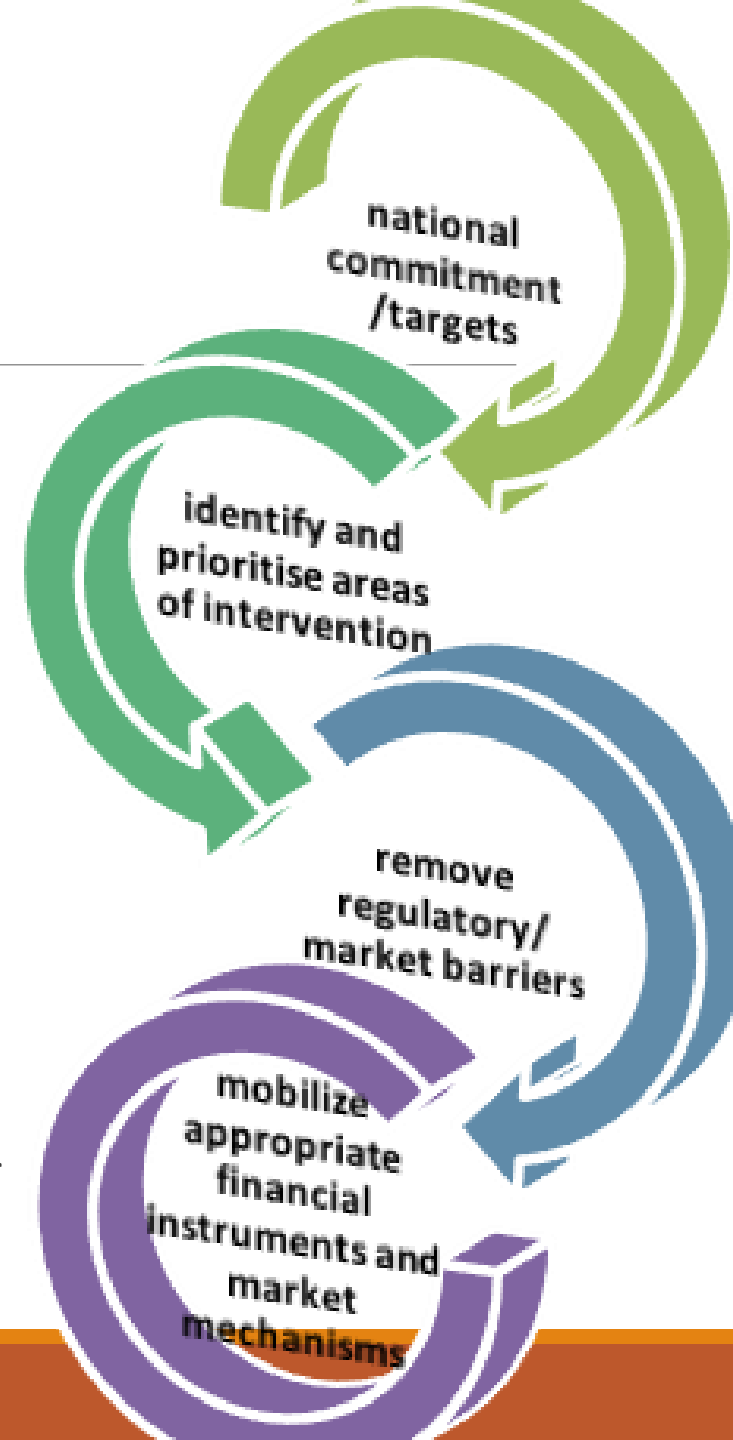 national
commitment
/targets
identify and
prioritise areas
of intervention
remove
regulatory/
market barriers
mobilize
appropriate
financial
instruments and
market
mechanisms